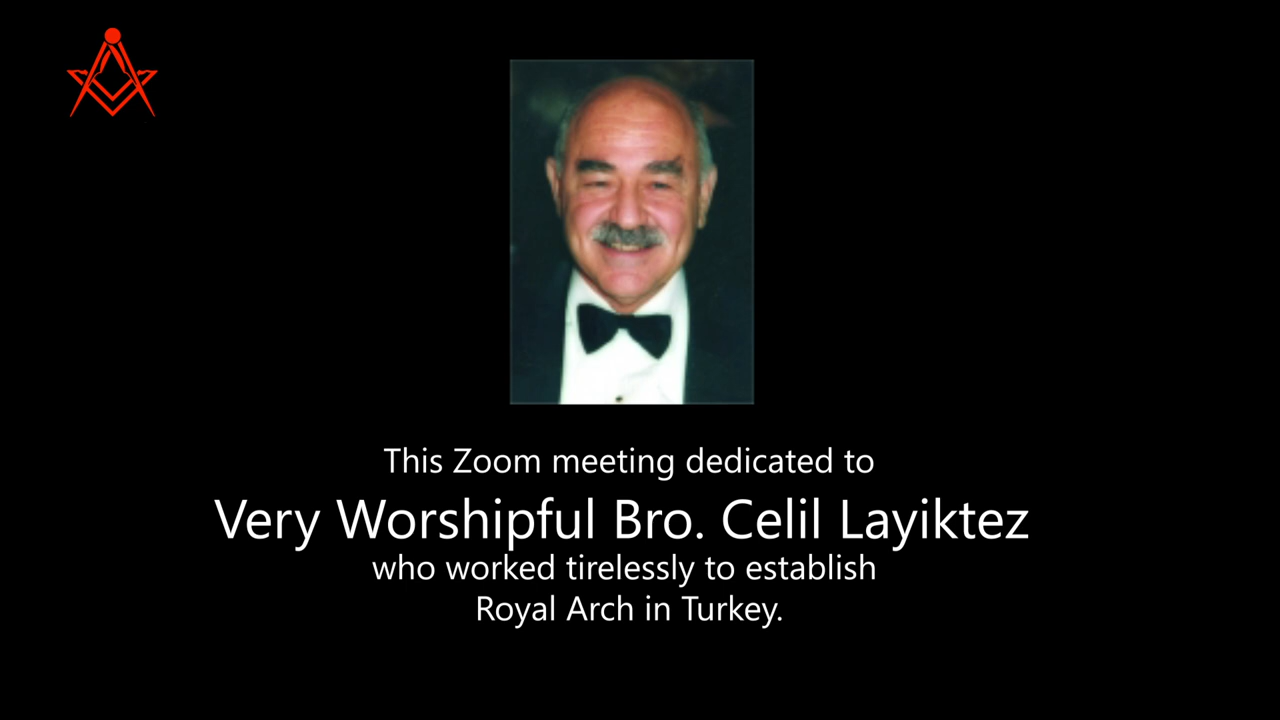 This Zoom meeting dedicated to
Very Worshipful Bro. Celil Layiktez
who worked tirelessly to establish
Royal Arch in Turkey.